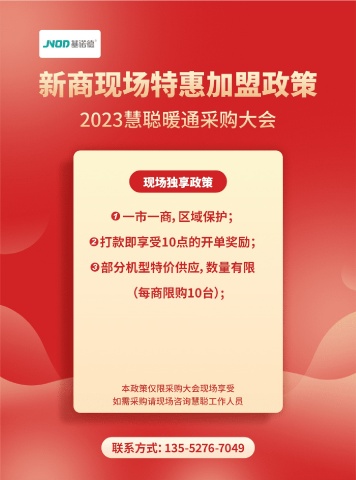 JNOD 基诺德
新商现场特惠加盟政策
2023慧聪暖通采购大会
现场独享政策
❶一市一商，区域保护；
❷打款即享受10点的开单奖励；
❸部分机型特价供应，数量有限
（每商限购10台）；
本政策仅限采购大会现场享受
如需采购请现场咨询慧聪工作人员
联系方式：135-5276-7049